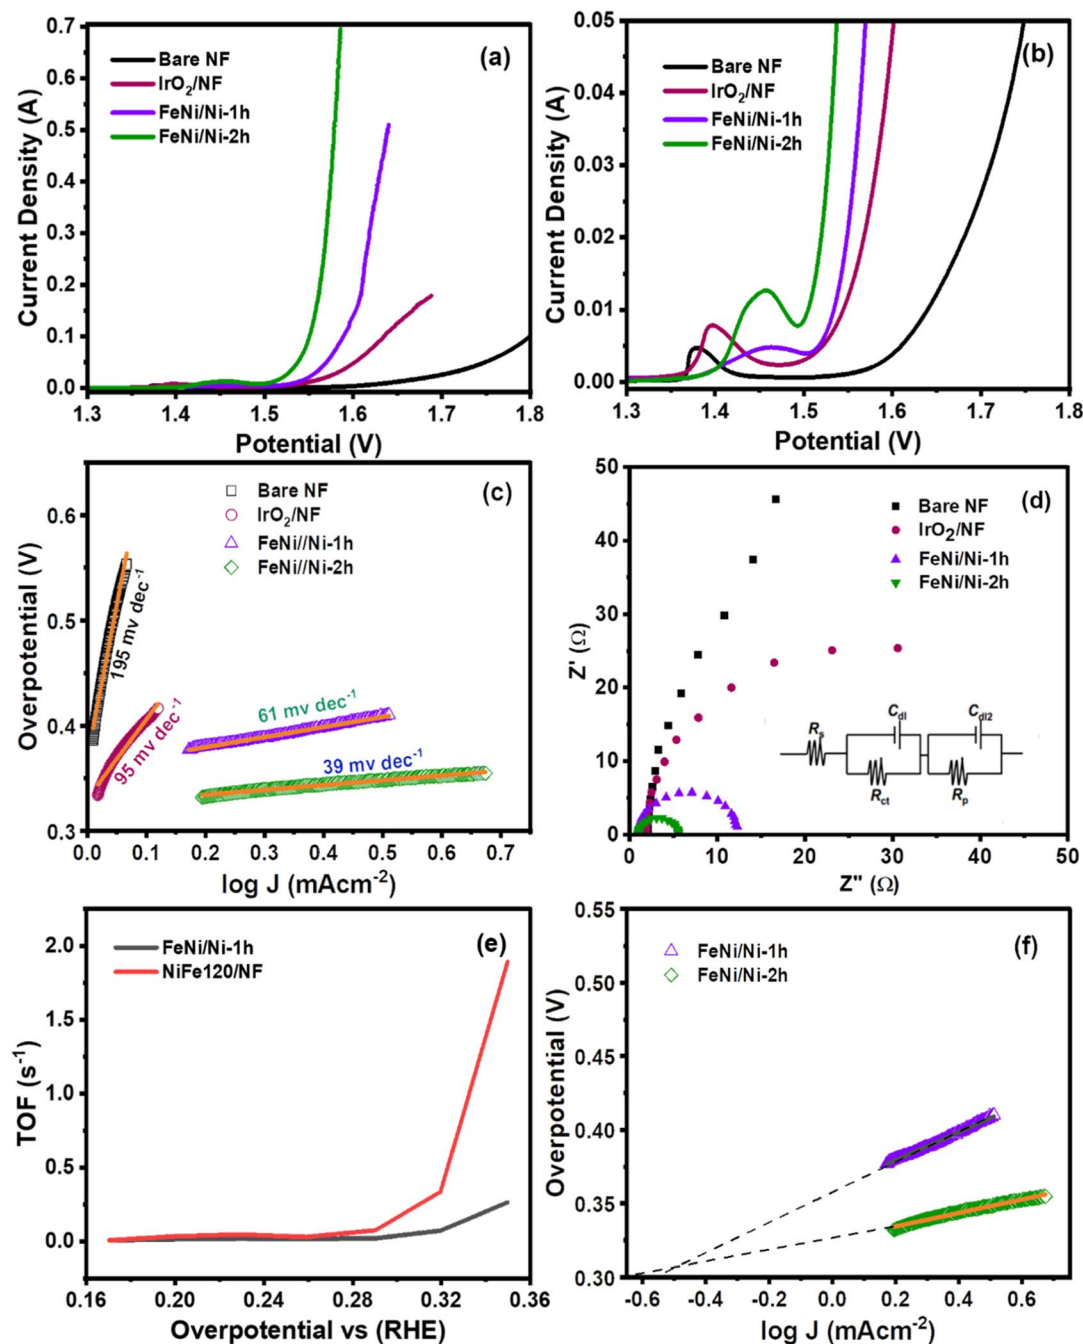 (a)
Bare NF
IrO₂/NF
FeNi/Ni-1h
FeNi/Ni-2h
0.7
0.6
0.5
0.4
0.3
0.2
0.1
0.0
Current Density (A)
1.3 1.4 1.5 1.6 1.7 1.8
Potential (V)
(b)
Bare NF
IrO₂/NF
FeNi/Ni-1h
FeNi/Ni-2h
0.05
0.04
0.03
0.02
0.01
0.00
Current Density (A)
1.3 1.4 1.5 1.6 1.7 1.8
Potential (V)
(c)
Bare NF
IrO₂/NF
FeNi//Ni-1h
FeNi//Ni-2h
195 mv dec⁻¹
95 mv dec⁻¹
61 mv dec⁻¹
39 mv dec⁻¹
0.6
0.5
0.4
0.3
Overpotential (V)
0.0 0.1 0.2 0.3 0.4 0.5 0.6 0.7
log J (mAcm⁻²)
(d)
Bare NF
IrO₂/NF
FeNi/Ni-1h
FeNi/Ni-2h
Rs
Cdl
Rct
Cdl2
Rp
50
40
30
20
10
0
Z' (Ω)
0 10 20 30 40 50
Z" (Ω)
(e)
FeNi/Ni-1h
NiFe120/NF
2.0
1.5
1.0
0.5
0.0
TOF (s⁻¹)
0.16 0.20 0.24 0.28 0.32 0.36
Overpotential vs (RHE)
(f)
FeNi/Ni-1h
FeNi/Ni-2h
0.55
0.50
0.45
0.40
0.35
0.30
Overpotential (V)
-0.6 -0.4 -0.2 0.0 0.2 0.4 0.6
log J (mAcm⁻²)